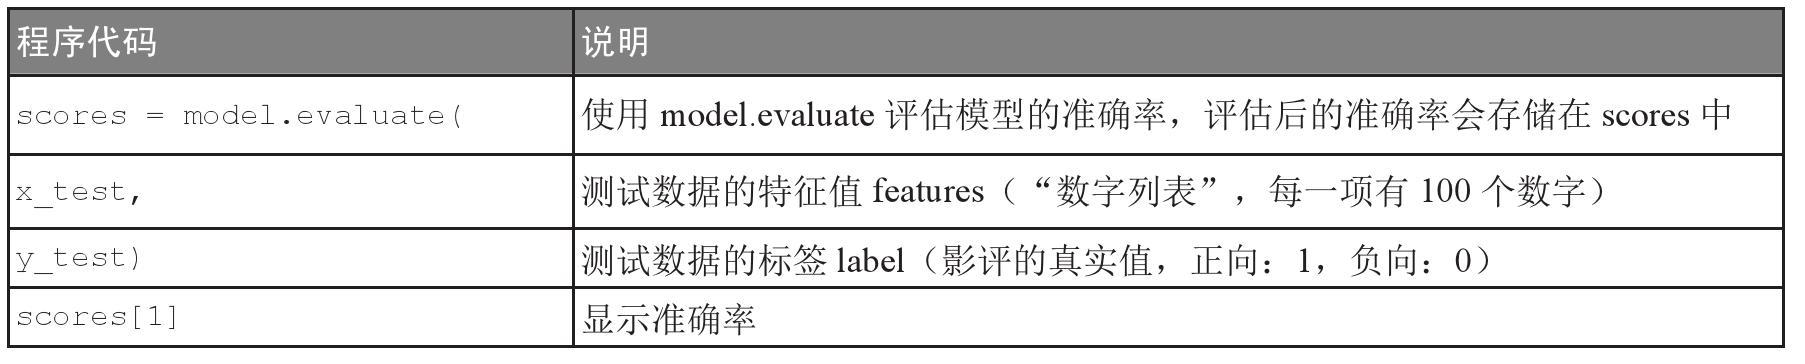 程序代码 说明
scores = model.evaluate( 使用 model.evaluate 评估模型的准确率，评估后的准确率会存储在 scores 中
x_test, 测试数据的特征值 features（“数字列表”，每一项有 100 个数字）
y_test) 测试数据的标签 label（影评的真实值，正向：1，负向：0）
scores[1] 显示准确率